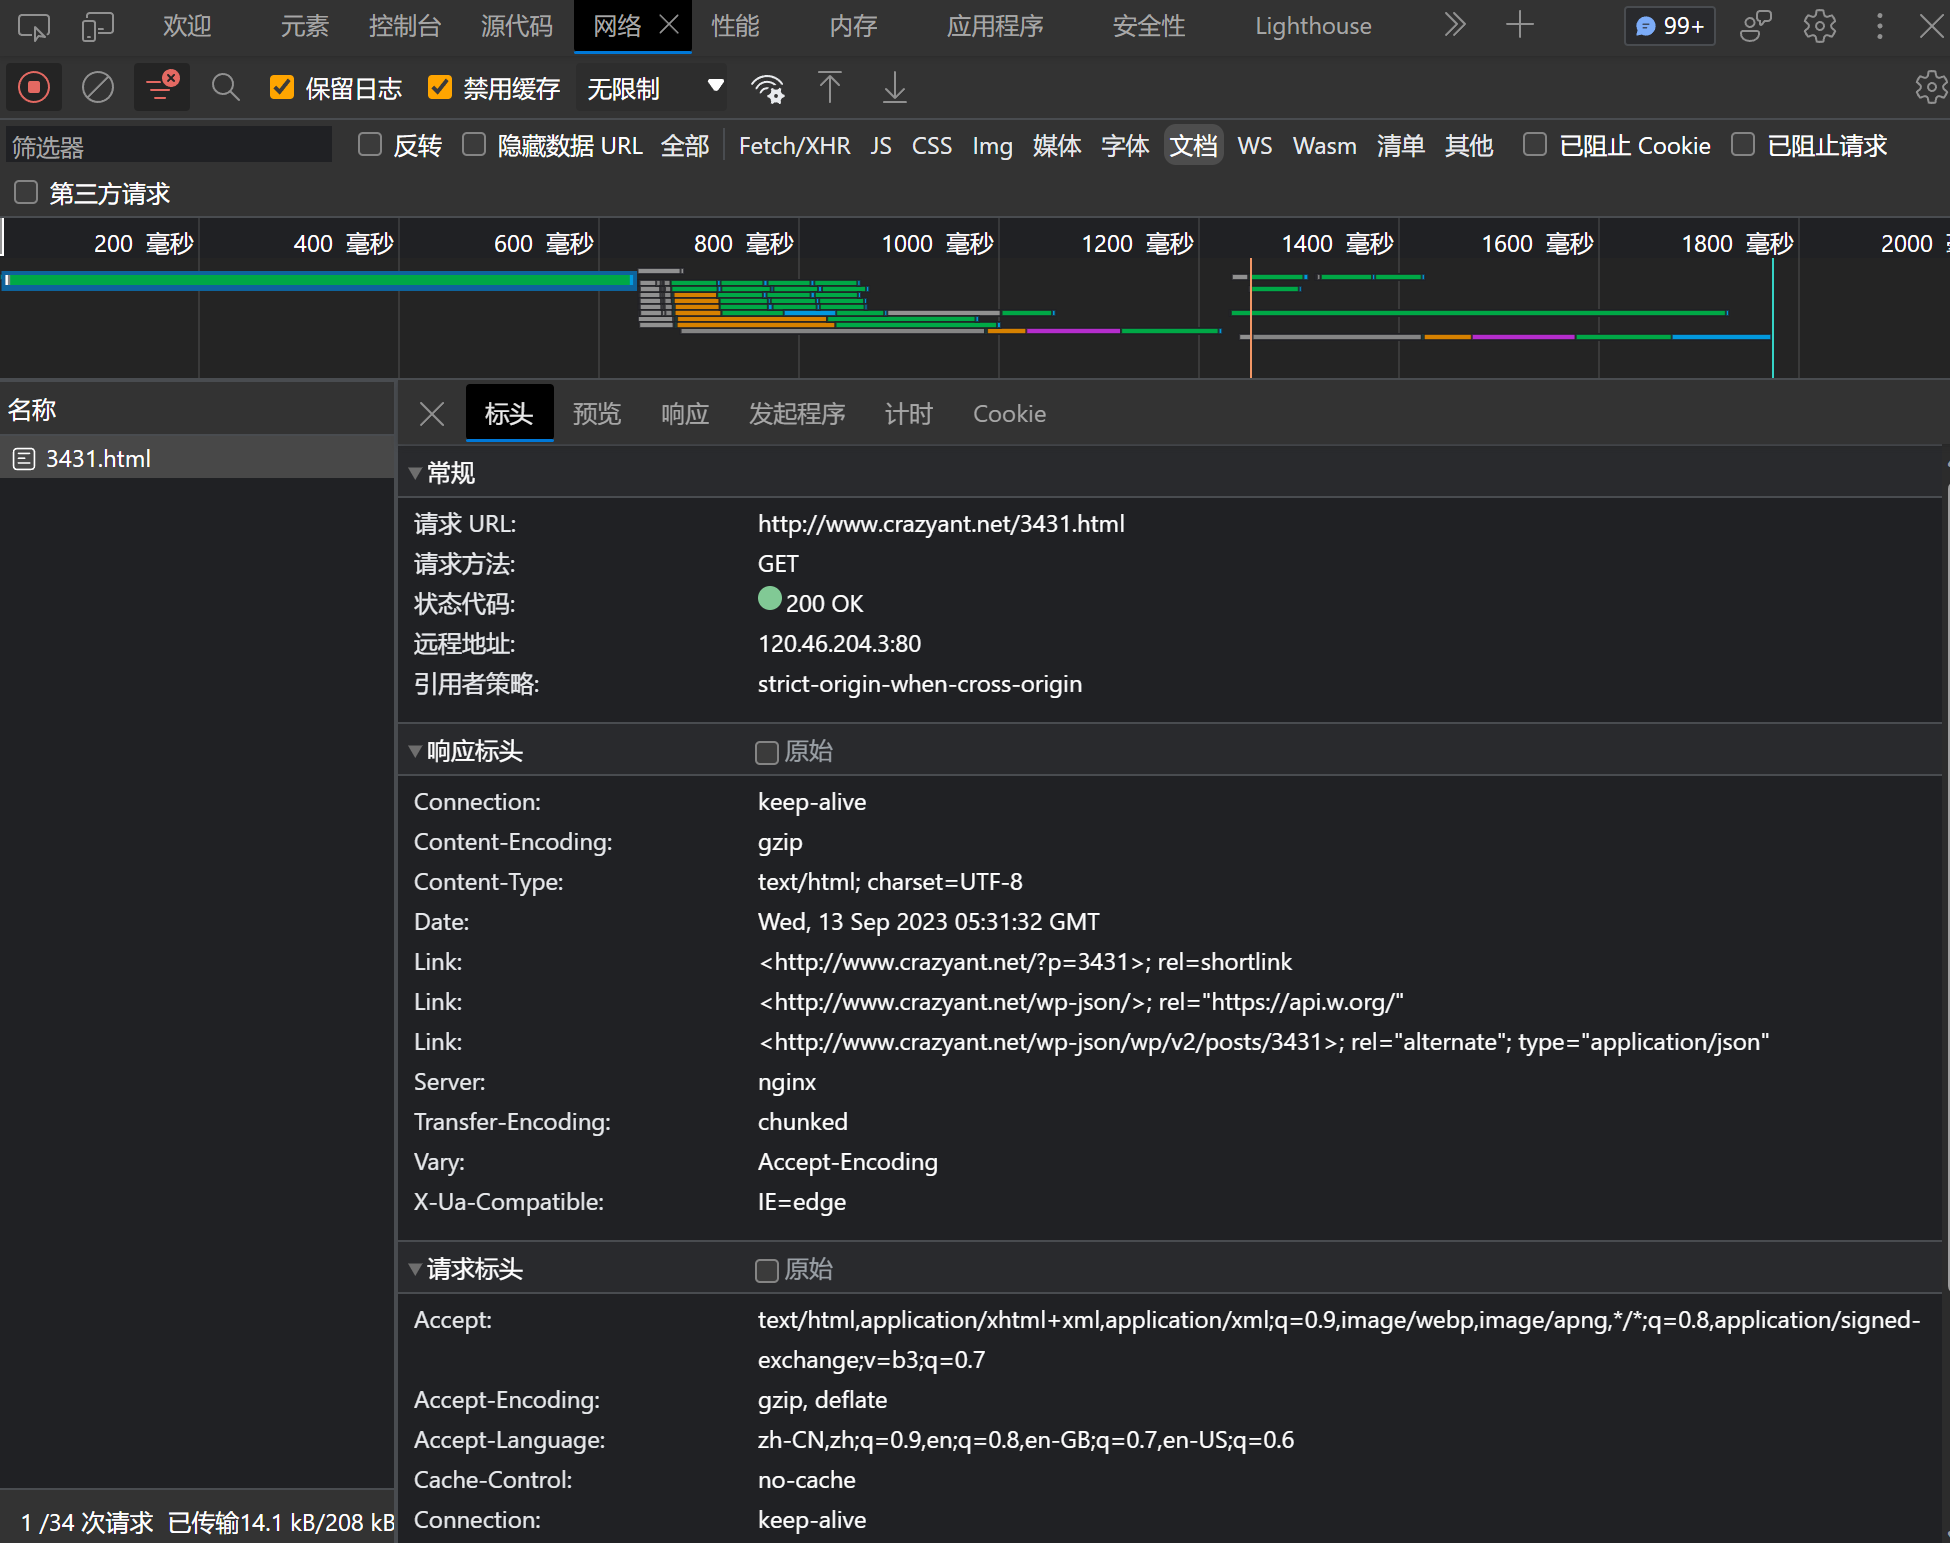 欢迎 元素 控制台 源代码 网络 性能 内存 应用程序 安全性 Lighthouse 99+
保留日志 禁用缓存 无限制
筛选器 反转 隐藏数据 URL 全部 Fetch/XHR JS CSS Img 媒体 字体 文档 WS Wasm 清单 其他 已阻止 Cookie 已阻止请求
第三方请求
200 毫秒 400 毫秒 600 毫秒 800 毫秒 1000 毫秒 1200 毫秒 1400 毫秒 1600 毫秒 1800 毫秒 2000
名称
3431.html
标头 预览 响应 发起程序 计时 Cookie
常规
请求 URL: http://www.crazyant.net/3431.html
请求方法: GET
状态代码: 200 OK
远程地址: 120.46.204.3:80
引用者策略: strict-origin-when-cross-origin
响应标头 原始
Connection: keep-alive
Content-Encoding: gzip
Content-Type: text/html; charset=UTF-8
Date: Wed, 13 Sep 2023 05:31:32 GMT
Link: <http://www.crazyant.net/?p=3431>; rel=shortlink
Link: <http://www.crazyant.net/wp-json/>; rel="https://api.w.org/"
Link: <http://www.crazyant.net/wp-json/wp/v2/posts/3431>; rel="alternate"; type="application/json"
Server: nginx
Transfer-Encoding: chunked
Vary: Accept-Encoding
X-Ua-Compatible: IE=edge
请求标头 原始
Accept: text/html,application/xhtml+xml,application/xml;q=0.9,image/webp,image/apng,*/*;q=0.8,application/signed-
exchange;v=b3;q=0.7
Accept-Encoding: gzip, deflate
Accept-Language: zh-CN,zh;q=0.9,en;q=0.8,en-GB;q=0.7,en-US;q=0.6
Cache-Control: no-cache
Connection: keep-alive
1 /34 次请求 已传输14.1 kB/208 kB